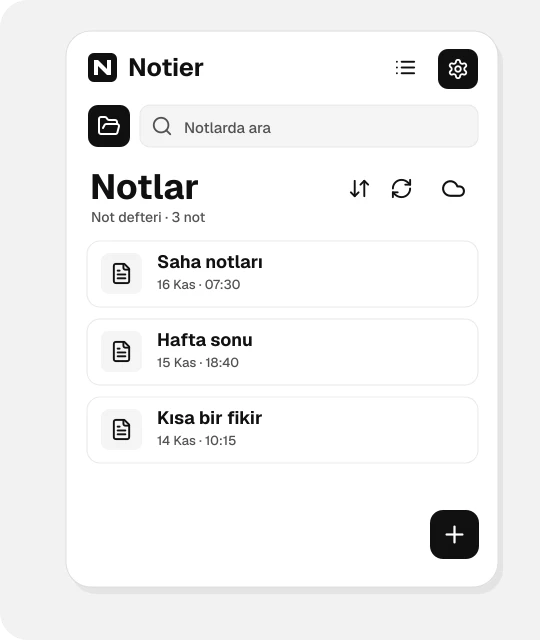 N Notier
Notlarda ara
Notlar
Not defteri · 3 not
Saha notları
16 Kas · 07:30
Hafta sonu
15 Kas · 18:40
Kısa bir fikir
14 Kas · 10:15